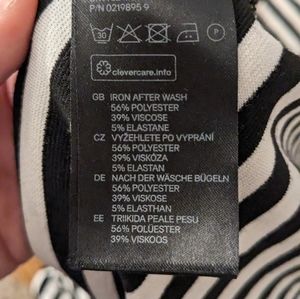 P/N 0219895 9
30
P
clevercare.info
GB IRON AFTER WASH
56% POLYESTER
39% VISCOSE
5% ELASTANE
CZ VYŽEHLETE PO VYPRÁNÍ
56% POLYESTER
39% VISKÓZA
5% ELASTAN
DE NACH DER WÄSCHE BÜGELN
56% POLYESTER
39% VISKOSE
5% ELASTHAN
EE TRIIKIDA PEALE PESU
56% POLÜESTER
39% VISKOOS